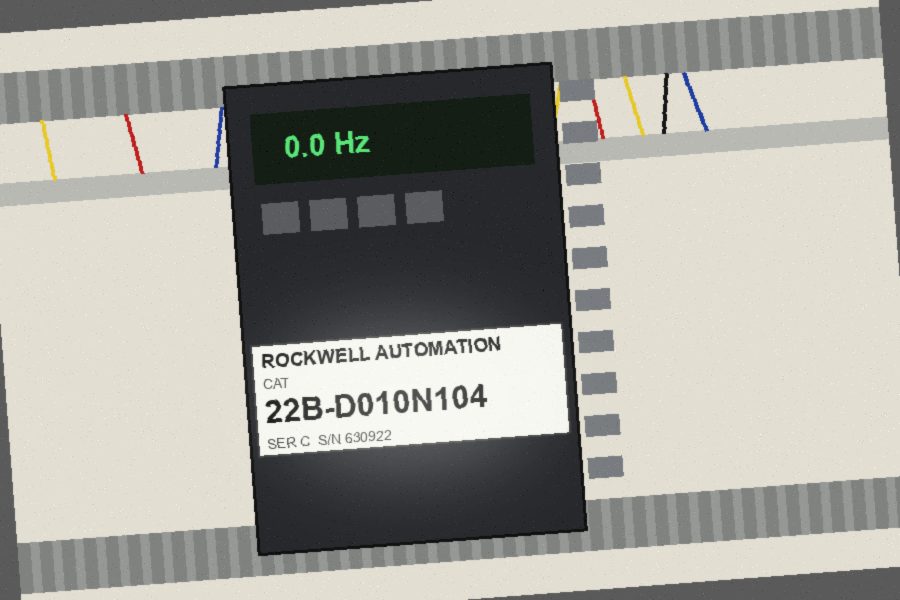 0.0 Hz
ROCKWELL AUTOMATION
CAT
22B-D010N104
SER C S/N 630922